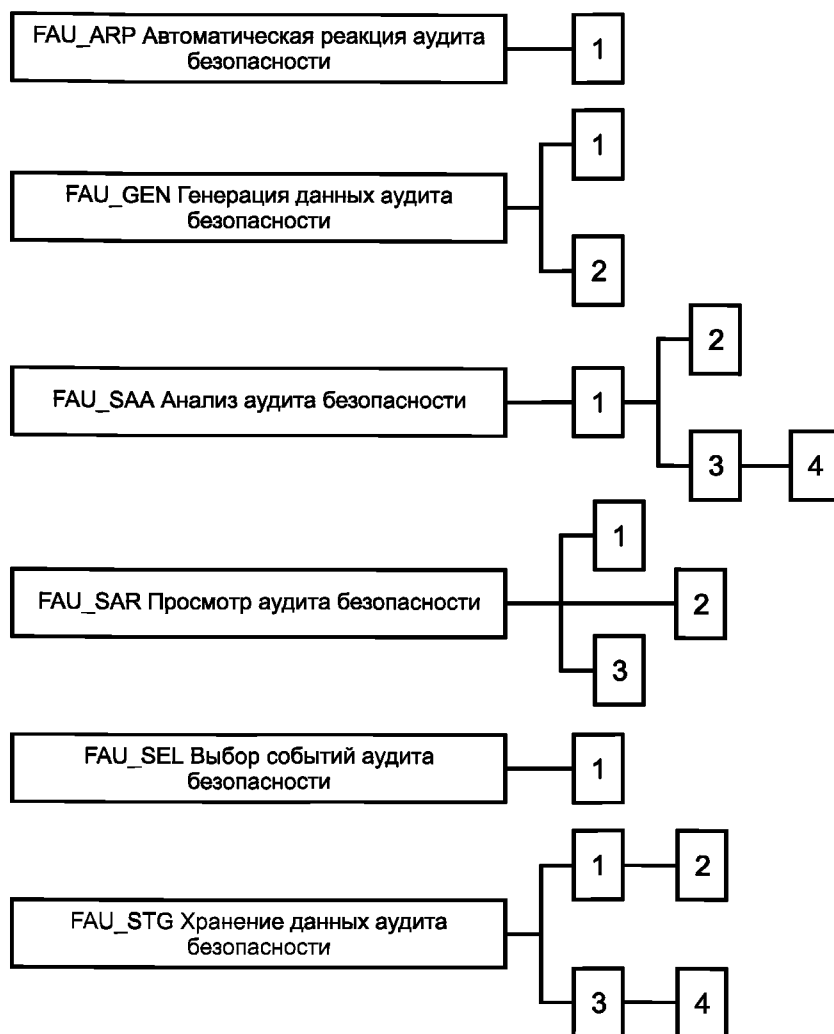 FAU_ARP Автоматическая реакция аудита
безопасности
1
FAU_GEN Генерация данных аудита
безопасности
1
2
FAU_SAA Анализ аудита безопасности
1
2
3
4
FAU_SAR Просмотр аудита безопасности
1
2
3
FAU_SEL Выбор событий аудита
безопасности
1
FAU_STG Хранение данных аудита
безопасности
1
2
3
4